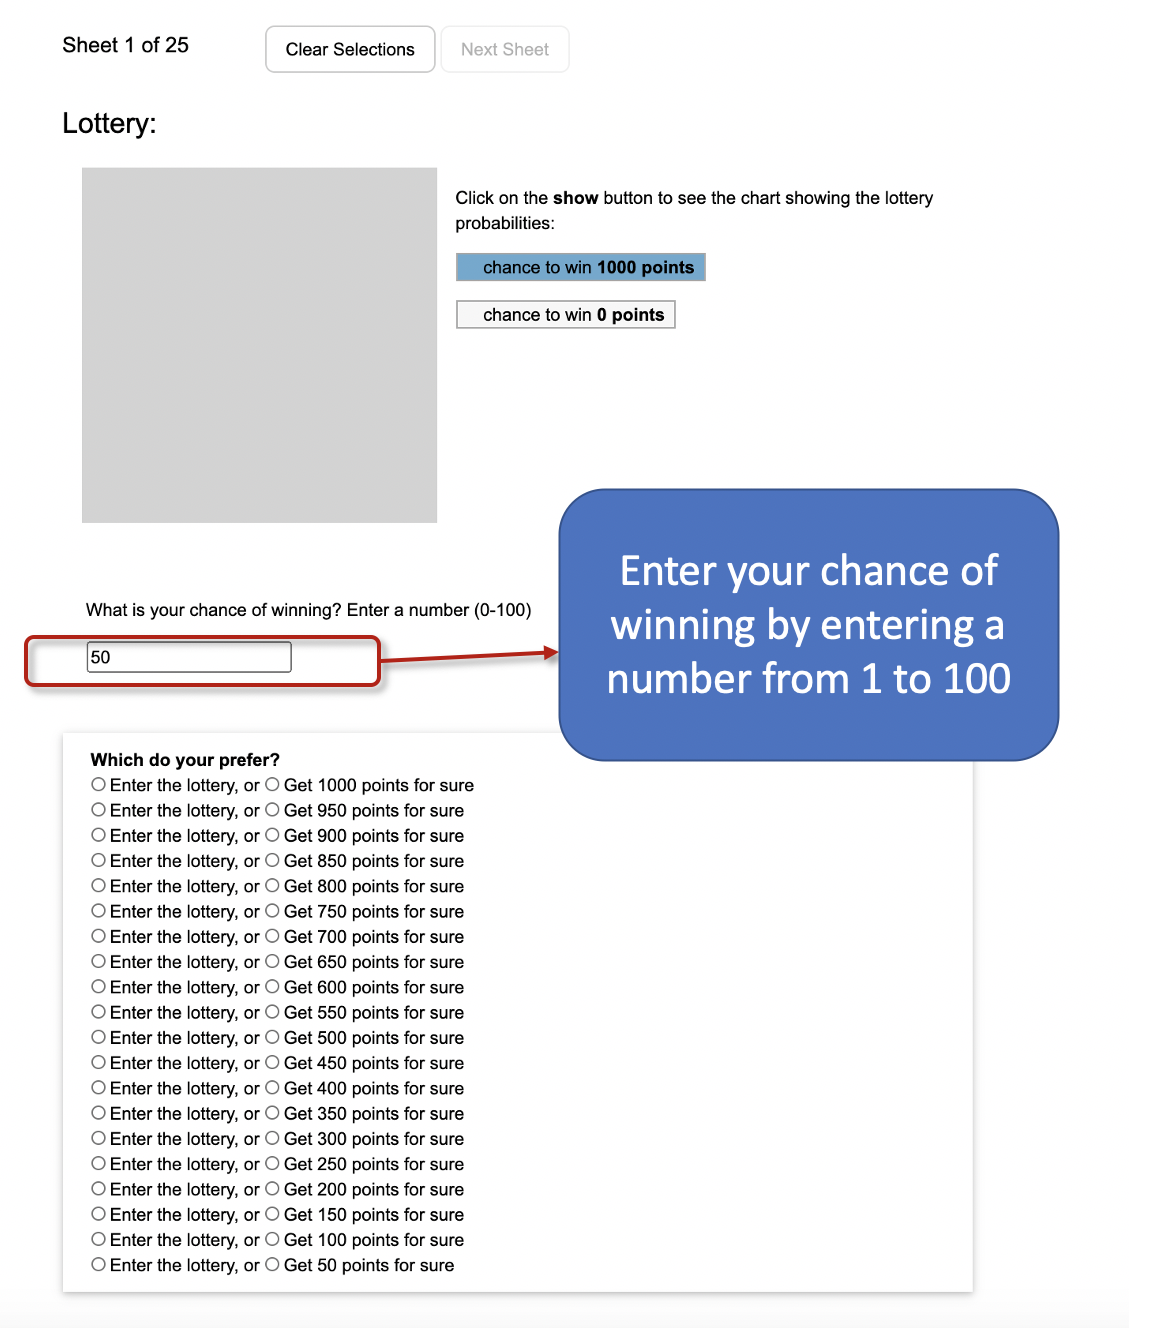 Sheet 1 of 25
Clear Selections
Next Sheet
Lottery:
Click on the show button to see the chart showing the lottery
probabilities:
chance to win 1000 points
chance to win 0 points
Enter your chance of
winning by entering a
number from 1 to 100
What is your chance of winning? Enter a number (0-100)
50
Which do your prefer?
Enter the lottery, or Get 1000 points for sure
Enter the lottery, or Get 950 points for sure
Enter the lottery, or Get 900 points for sure
Enter the lottery, or Get 850 points for sure
Enter the lottery, or Get 800 points for sure
Enter the lottery, or Get 750 points for sure
Enter the lottery, or Get 700 points for sure
Enter the lottery, or Get 650 points for sure
Enter the lottery, or Get 600 points for sure
Enter the lottery, or Get 550 points for sure
Enter the lottery, or Get 500 points for sure
Enter the lottery, or Get 450 points for sure
Enter the lottery, or Get 400 points for sure
Enter the lottery, or Get 350 points for sure
Enter the lottery, or Get 300 points for sure
Enter the lottery, or Get 250 points for sure
Enter the lottery, or Get 200 points for sure
Enter the lottery, or Get 150 points for sure
Enter the lottery, or Get 100 points for sure
Enter the lottery, or Get 50 points for sure